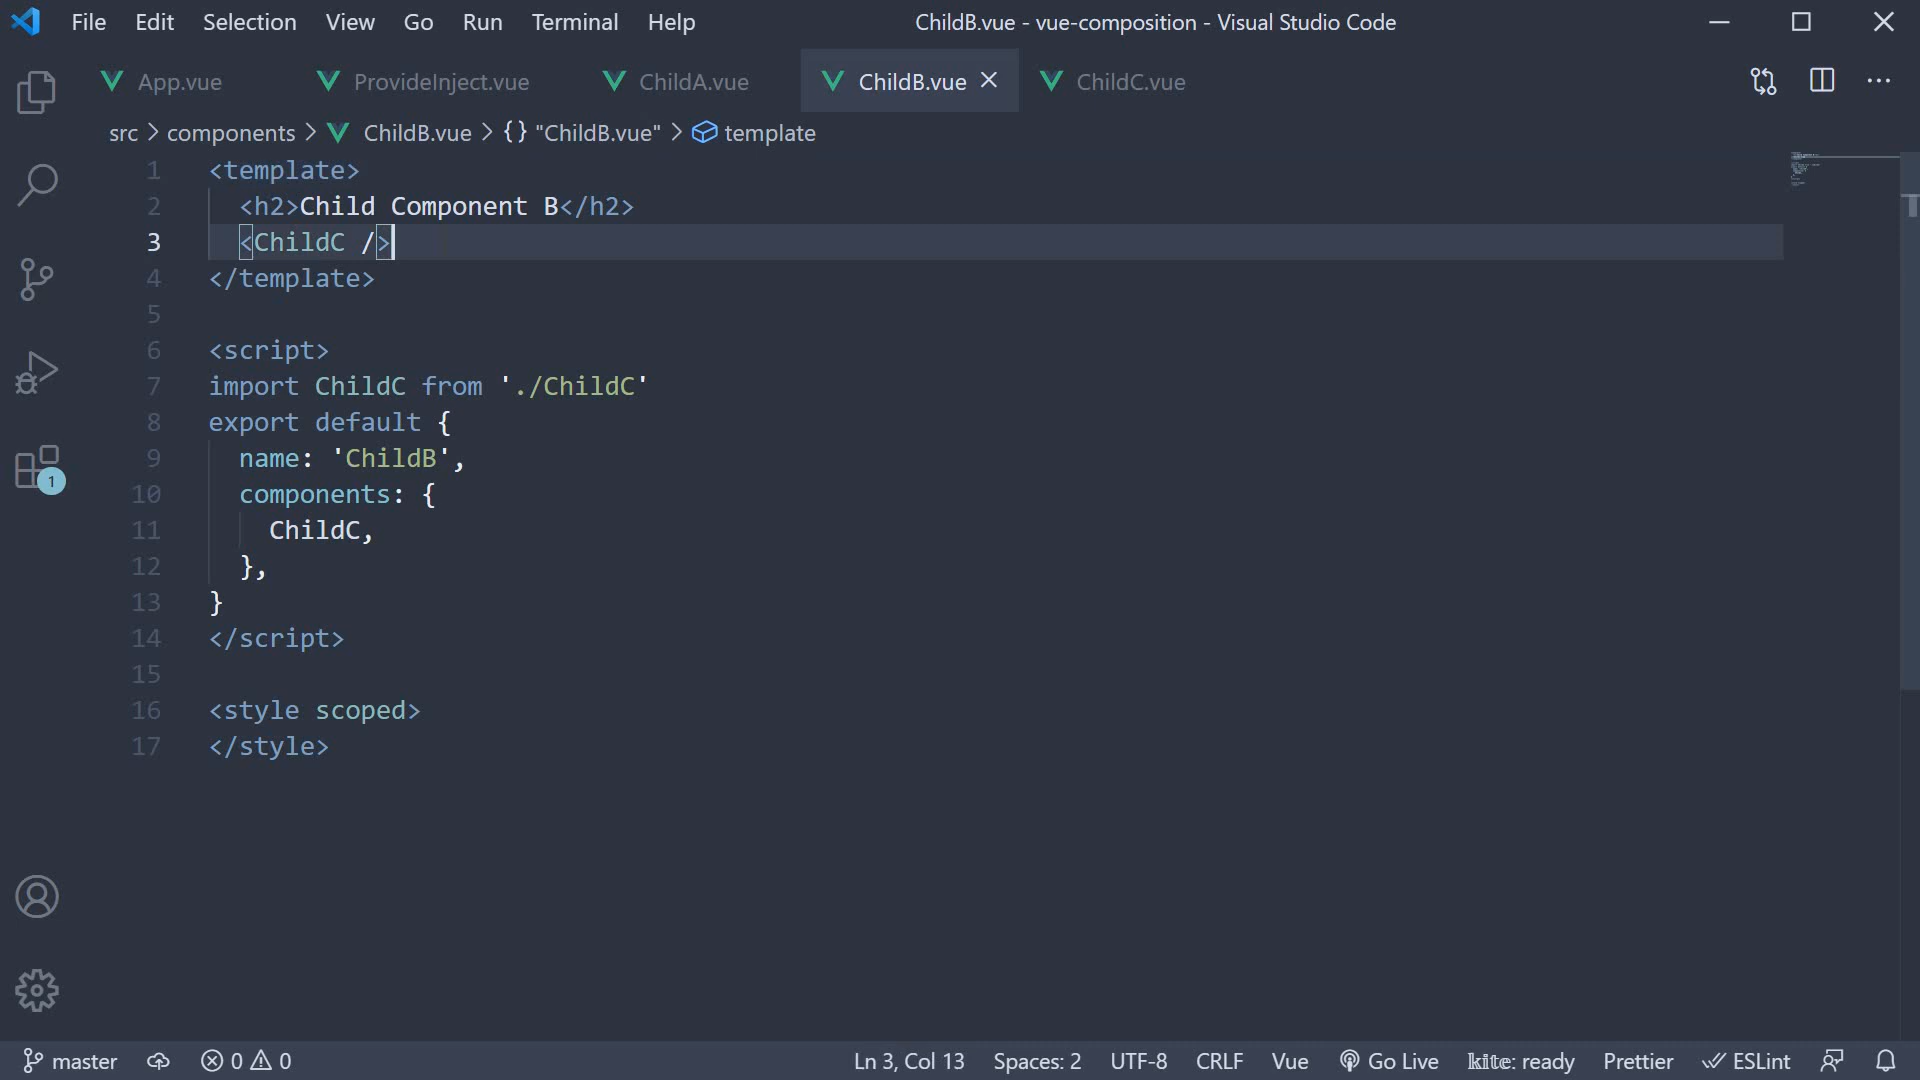 File Edit Selection View Go Run Terminal Help ChildB.vue - vue-composition - Visual Studio Code
App.vue ProvideInject.vue ChildA.vue ChildB.vue ChildC.vue
src > components > ChildB.vue > {} "ChildB.vue" > template
1 <template>
2 <h2>Child Component B</h2>
3 <ChildC />
4 </template>
5
6 <script>
7 import ChildC from './ChildC'
8 export default {
9 name: 'ChildB',
10 components: {
11 ChildC,
12 },
13 }
14 </script>
15
16 <style scoped>
17 </style>
1
master 0 0 Ln 3, Col 13 Spaces: 2 UTF-8 CRLF Vue Go Live kite: ready Prettier ESLint